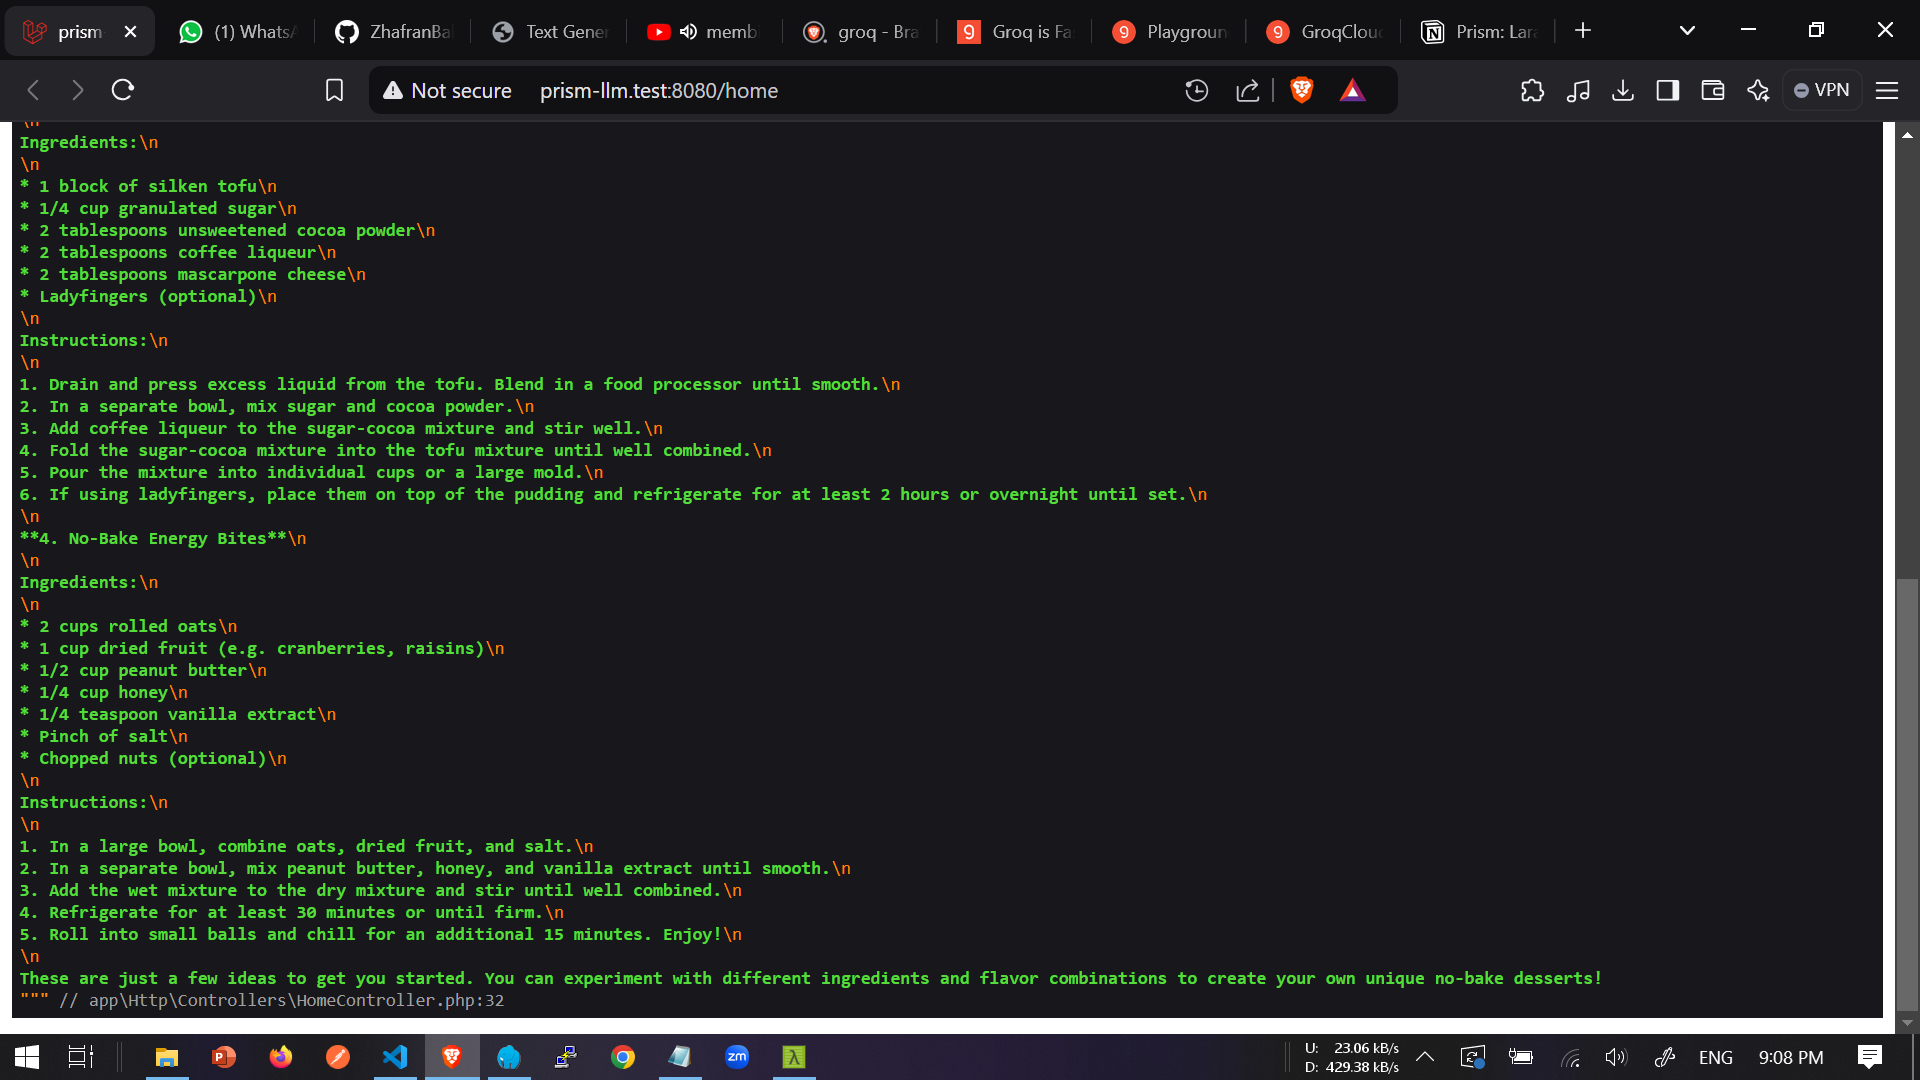 prism-
(1) WhatsA
ZhafranBal
Text Gener
memb
groq - Bra
Groq is Fa
Playgroun
GroqCloud
Prism: Lara
Not secure prism-llm.test:8080/home
VPN
\n
Ingredients:\n
\n
* 1 block of silken tofu\n
* 1/4 cup granulated sugar\n
* 2 tablespoons unsweetened cocoa powder\n
* 2 tablespoons coffee liqueur\n
* 2 tablespoons mascarpone cheese\n
* Ladyfingers (optional)\n
\n
Instructions:\n
\n
1. Drain and press excess liquid from the tofu. Blend in a food processor until smooth.\n
2. In a separate bowl, mix sugar and cocoa powder.\n
3. Add coffee liqueur to the sugar-cocoa mixture and stir well.\n
4. Fold the sugar-cocoa mixture into the tofu mixture until well combined.\n
5. Pour the mixture into individual cups or a large mold.\n
6. If using ladyfingers, place them on top of the pudding and refrigerate for at least 2 hours or overnight until set.\n
\n
**4. No-Bake Energy Bites**\n
\n
Ingredients:\n
\n
* 2 cups rolled oats\n
* 1 cup dried fruit (e.g. cranberries, raisins)\n
* 1/2 cup peanut butter\n
* 1/4 cup honey\n
* 1/4 teaspoon vanilla extract\n
* Pinch of salt\n
* Chopped nuts (optional)\n
\n
Instructions:\n
\n
1. In a large bowl, combine oats, dried fruit, and salt.\n
2. In a separate bowl, mix peanut butter, honey, and vanilla extract until smooth.\n
3. Add the wet mixture to the dry mixture and stir until well combined.\n
4. Refrigerate for at least 30 minutes or until firm.\n
5. Roll into small balls and chill for an additional 15 minutes. Enjoy!\n
\n
These are just a few ideas to get you started. You can experiment with different ingredients and flavor combinations to create your own unique no-bake desserts!
""" // app\Http\Controllers\HomeController.php:32
U: 23.06 kB/s
D: 429.38 kB/s
ENG
9:08 PM